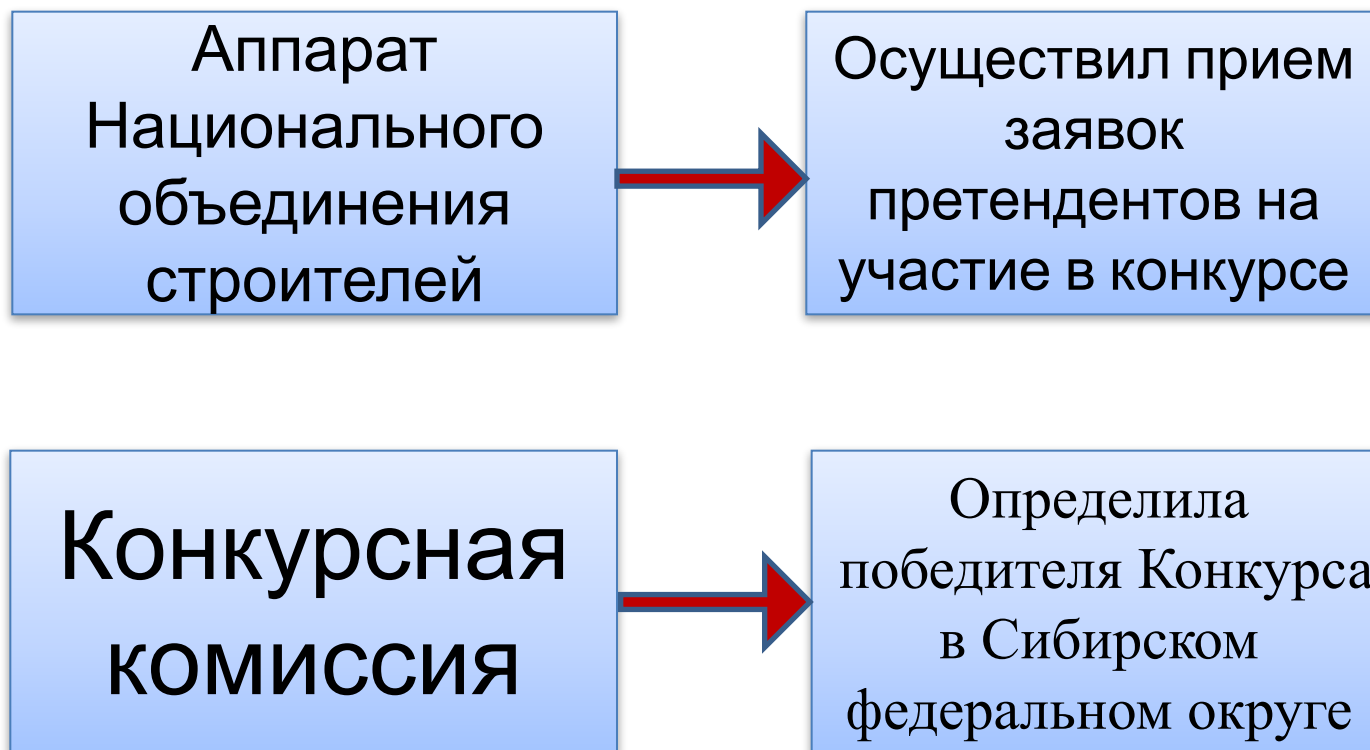 Аппарат
Национального
объединения
строителей
Осуществил прием
заявок
претендентов на
участие в конкурсе
Конкурсная
комиссия
Определила
победителя Конкурса
в Сибирском
федеральном округе